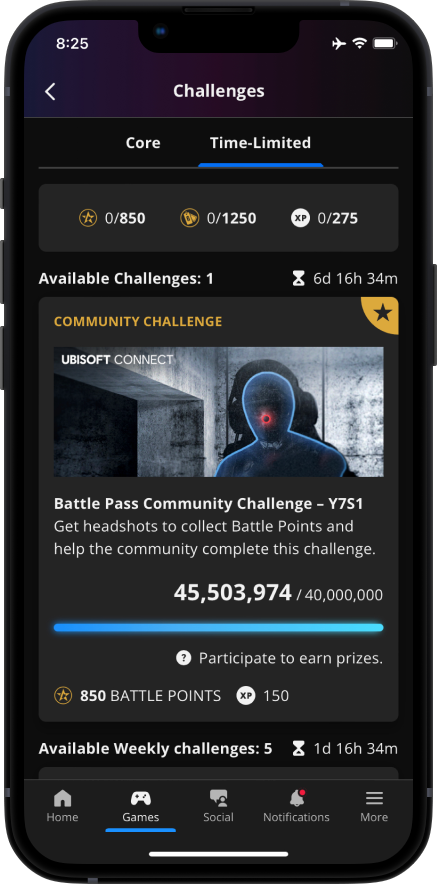 8:25
Challenges
Core Time-Limited
0/850 0/1250 XP 0/275
Available Challenges: 1 6d 16h 34m
COMMUNITY CHALLENGE
UBISOFT CONNECT
Battle Pass Community Challenge – Y7S1
Get headshots to collect Battle Points and
help the community complete this challenge.
45,503,974 / 40,000,000
? Participate to earn prizes.
850 BATTLE POINTS XP 150
Available Weekly challenges: 5 1d 16h 34m
Home Games Social Notifications More